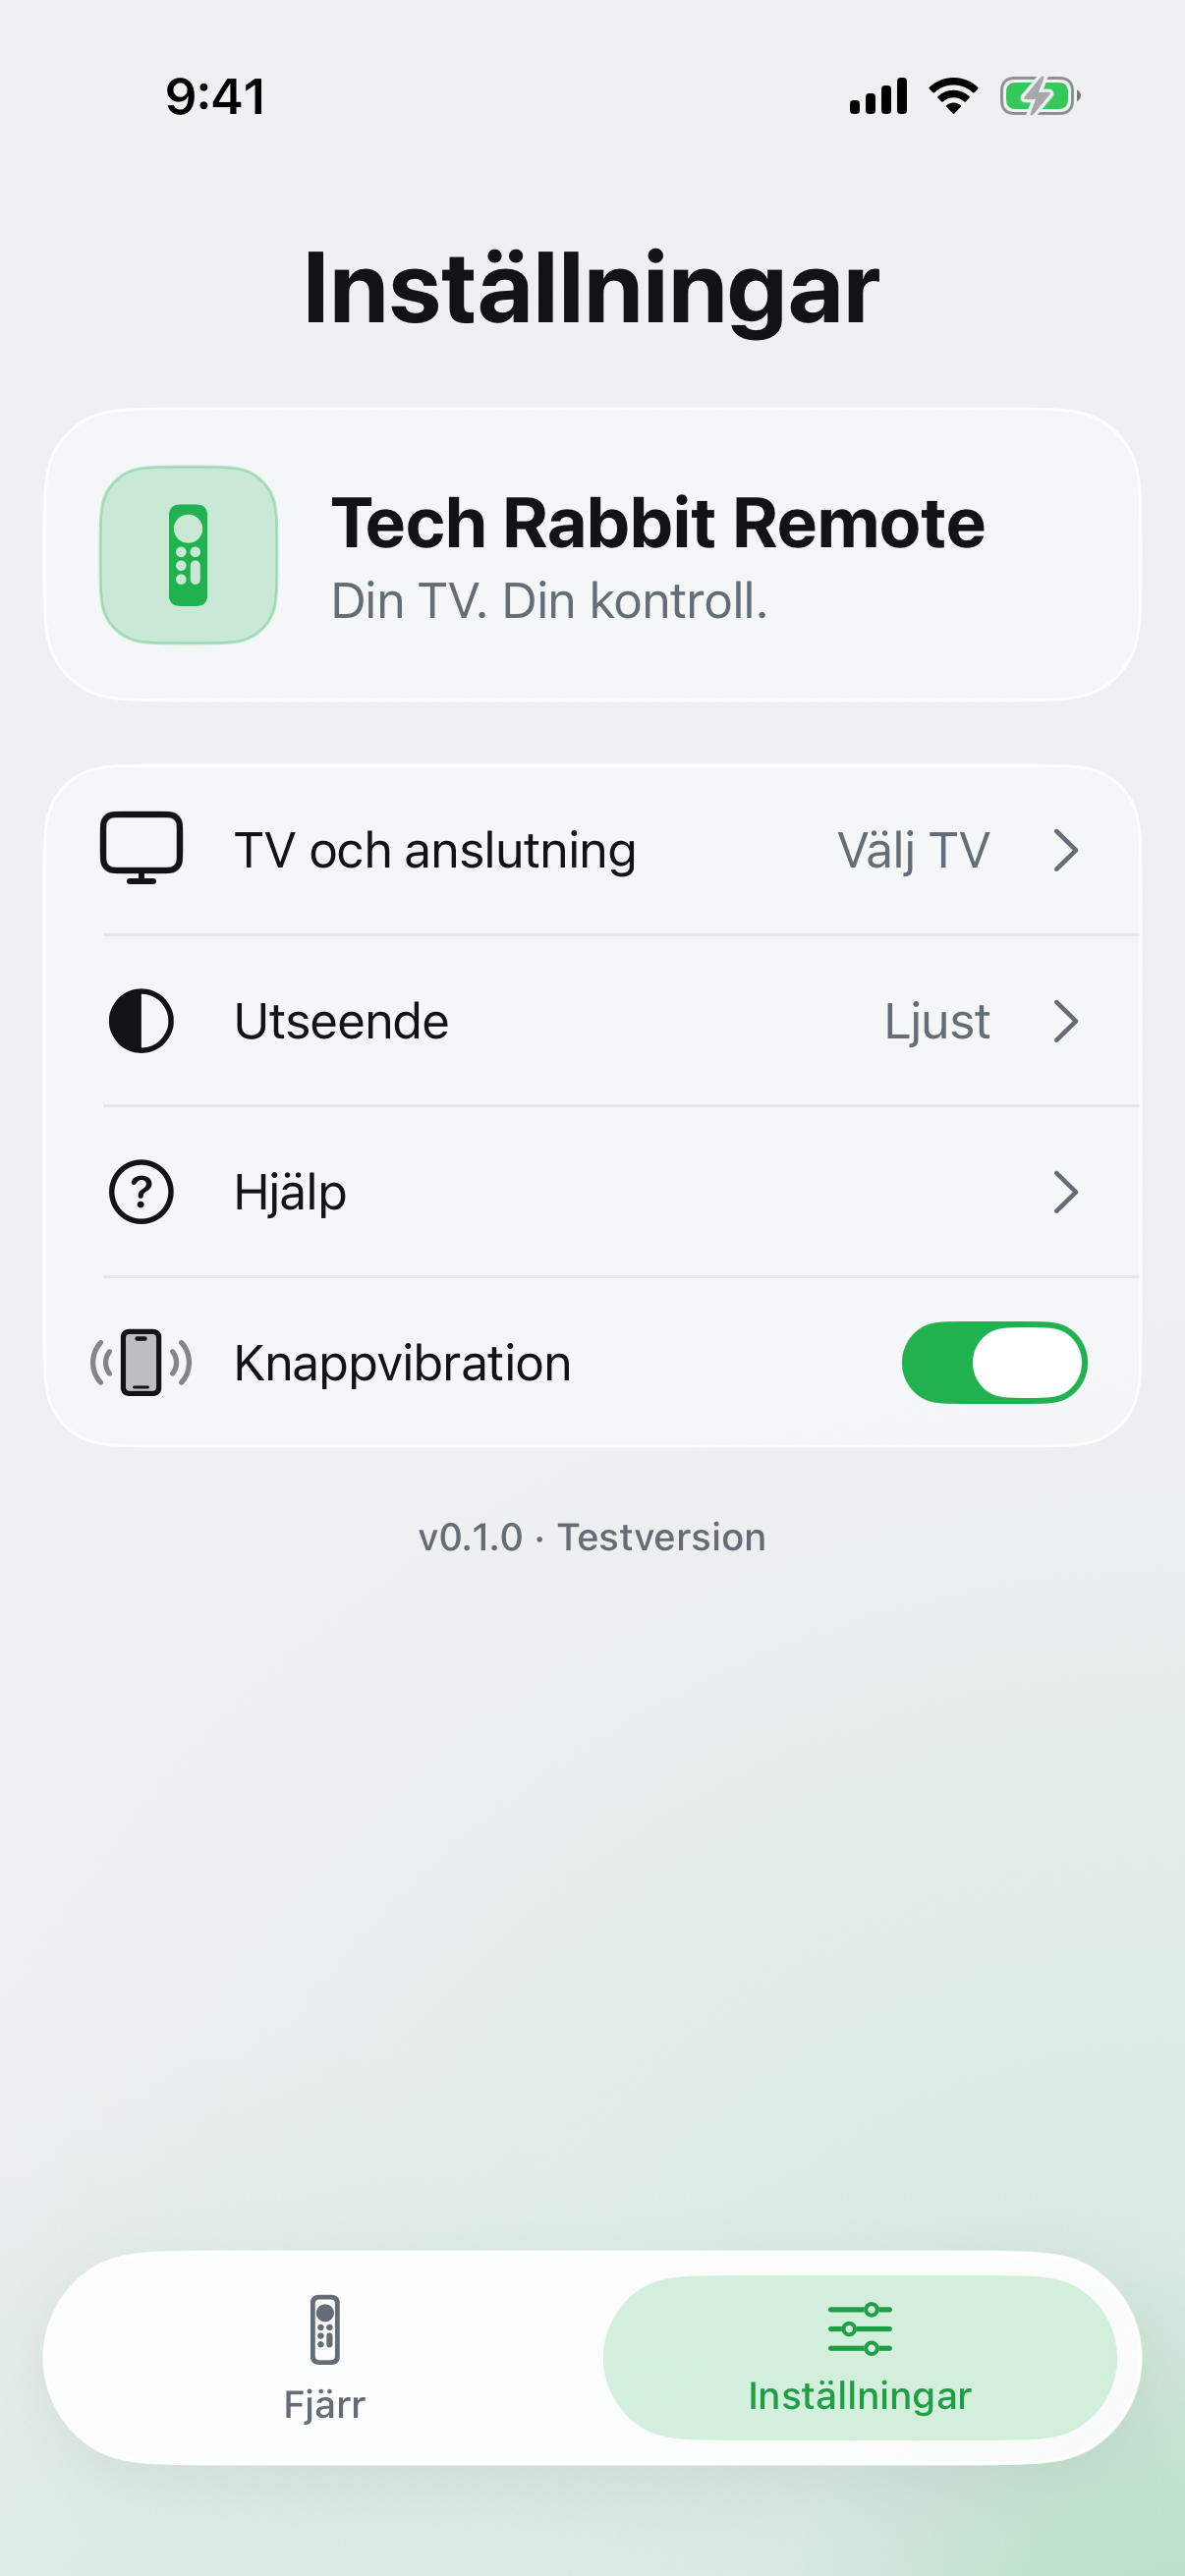 9:41
Inställningar
Tech Rabbit Remote
Din TV. Din kontroll.
TV och anslutning Välj TV
Utseende Ljust
Hjälp
Knappvibration
v0.1.0 · Testversion
Fjärr Inställningar